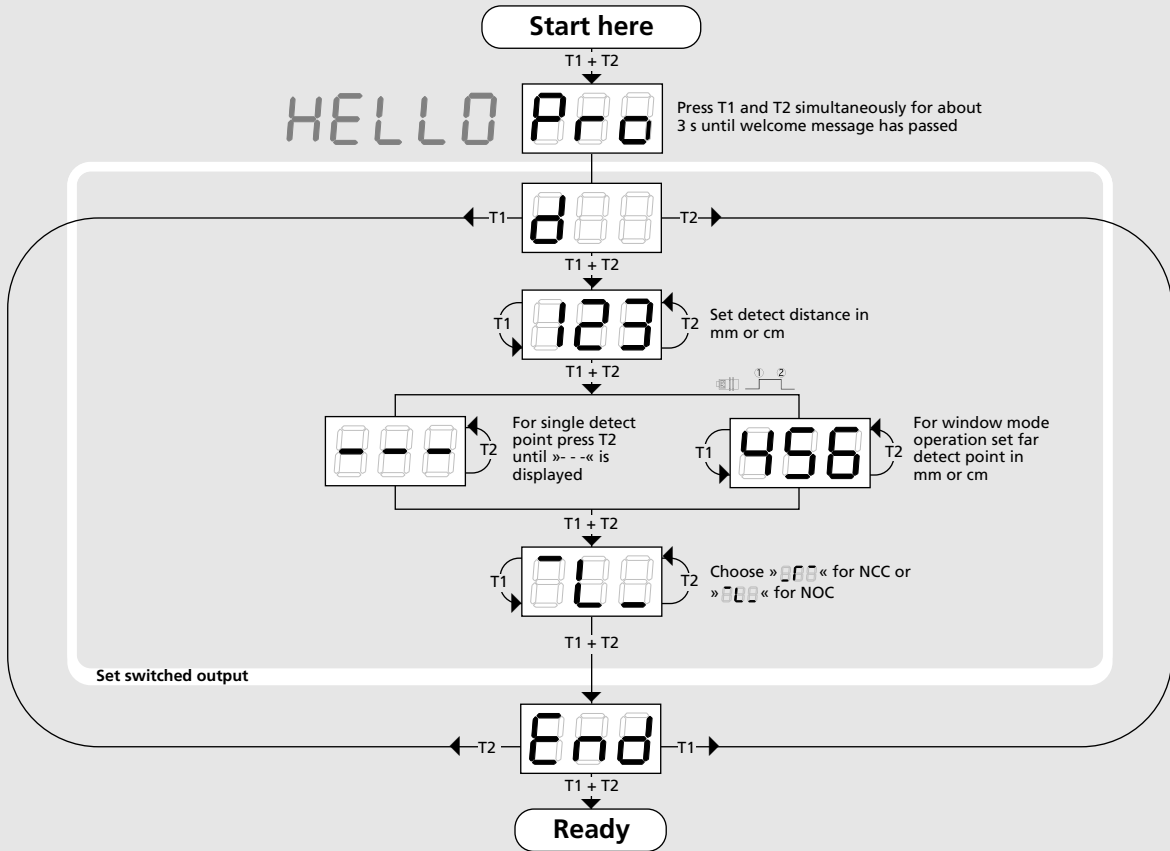 Start here
T1 + T2
HELLO
Pro
Press T1 and T2 simultaneously for about
3 s until welcome message has passed
T1
d
T2
T1 + T2
T1
123
T2
Set detect distance in
mm or cm
T1 + T2
1 2
- - -
T2
For single detect
point press T2
until »- - -« is
displayed
T1
456
T2
For window mode
operation set far
detect point in
mm or cm
T1 + T2
T1
¯L_
T2
Choose »_Γ¯« for NCC or
»¯L_« for NOC
T1 + T2
Set switched output
T2
End
T1
T1 + T2
Ready